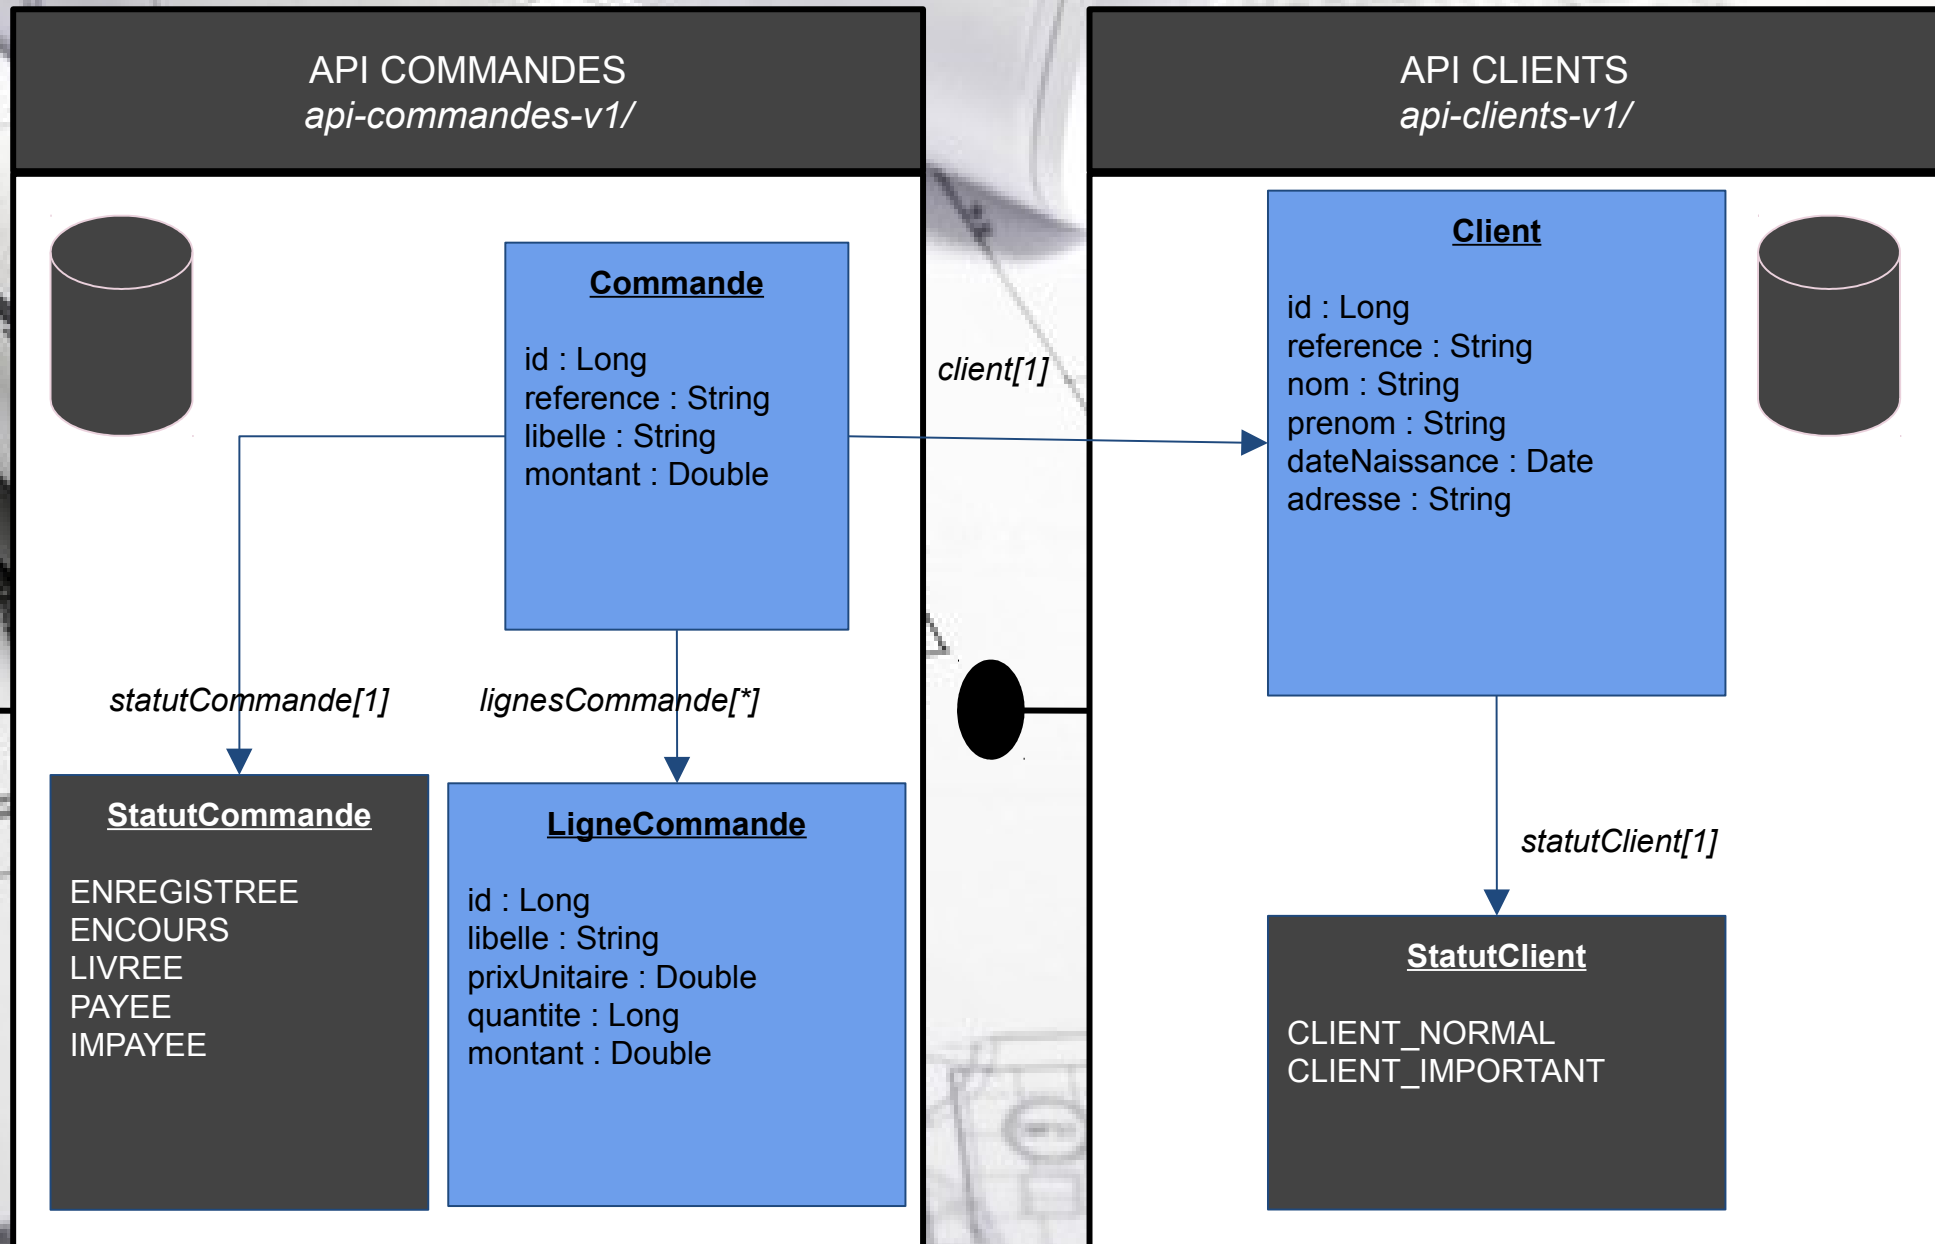 API COMMANDES
api-commandes-v1/
API CLIENTS
api-clients-v1/
Commande
id : Long
reference : String
libelle : String
montant : Double
client[1]
Client
id : Long
reference : String
nom : String
prenom : String
dateNaissance : Date
adresse : String
statutCommande[1]
lignesCommande[*]
StatutCommande
ENREGISTREE
ENCOURS
LIVREE
PAYEE
IMPAYEE
LigneCommande
id : Long
libelle : String
prixUnitaire : Double
quantite : Long
montant : Double
statutClient[1]
StatutClient
CLIENT_NORMAL
CLIENT_IMPORTANT